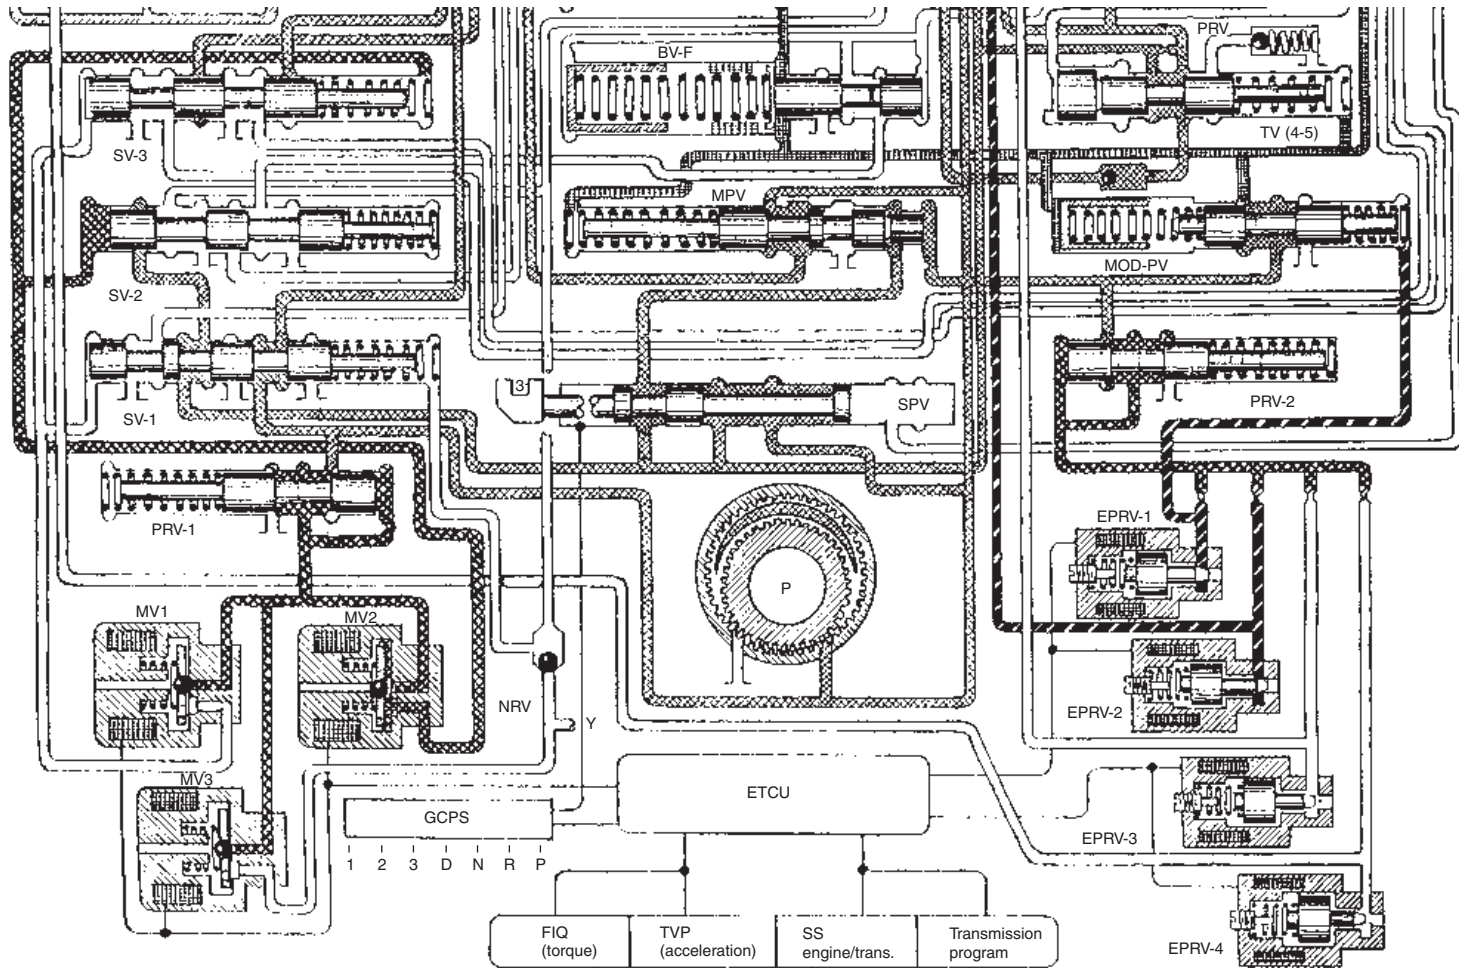 PRV
BV-F
TV (4-5)
SV-3
MPV
MOD-PV
SV-2
13
SPV
SV-1
PRV-2
PRV-1
EPRV-1
P
MV1
MV2
NRV
Y
EPRV-2
MV3
ETCU
GCPS
EPRV-3
1 2 3 D N R P
FIQ
(torque)
TVP
(acceleration)
SS
engine/trans.
Transmission
program
EPRV-4